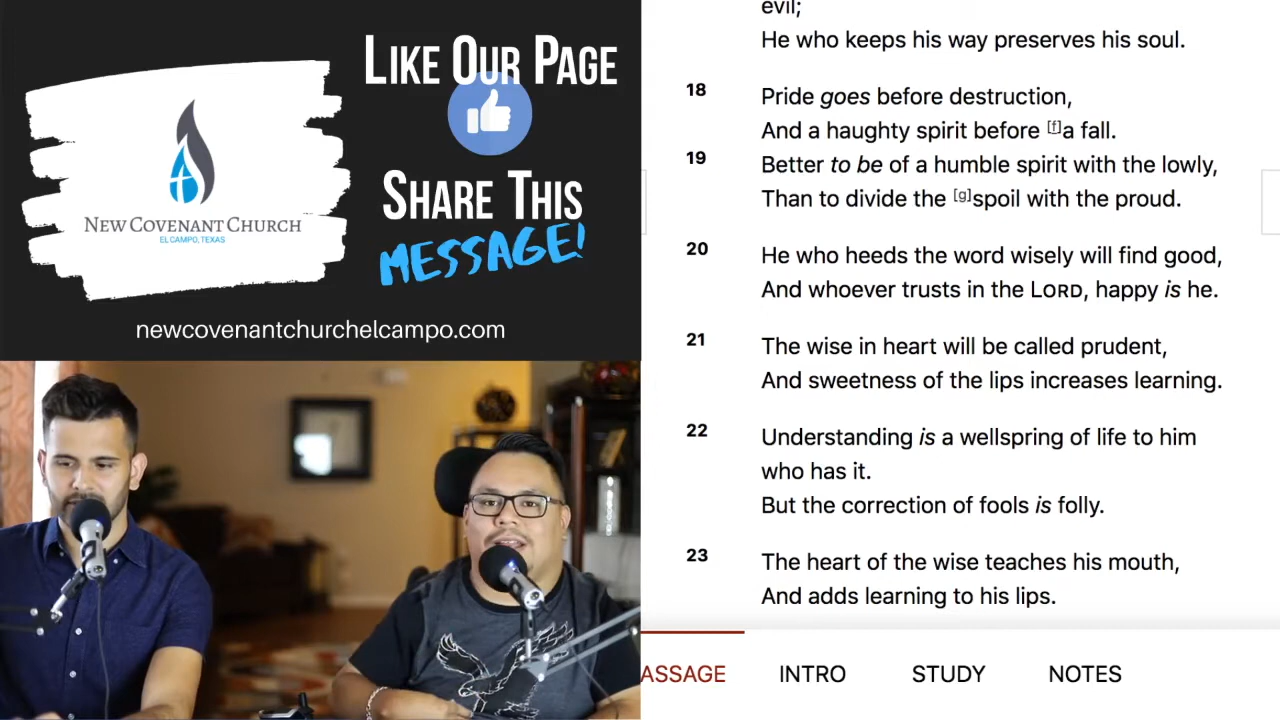 LIKE OUR PAGE
SHARE THIS
MESSAGE!
NEW COVENANT CHURCH
EL CAMPO, TEXAS
newcovenantchurchelcampo.com
evil;
He who keeps his way preserves his soul.
18 Pride goes before destruction,
And a haughty spirit before [f]a fall.
19 Better to be of a humble spirit with the lowly,
Than to divide the [g]spoil with the proud.
20 He who heeds the word wisely will find good,
And whoever trusts in the LORD, happy is he.
21 The wise in heart will be called prudent,
And sweetness of the lips increases learning.
22 Understanding is a wellspring of life to him
who has it.
But the correction of fools is folly.
23 The heart of the wise teaches his mouth,
And adds learning to his lips.
ASSAGE INTRO STUDY NOTES